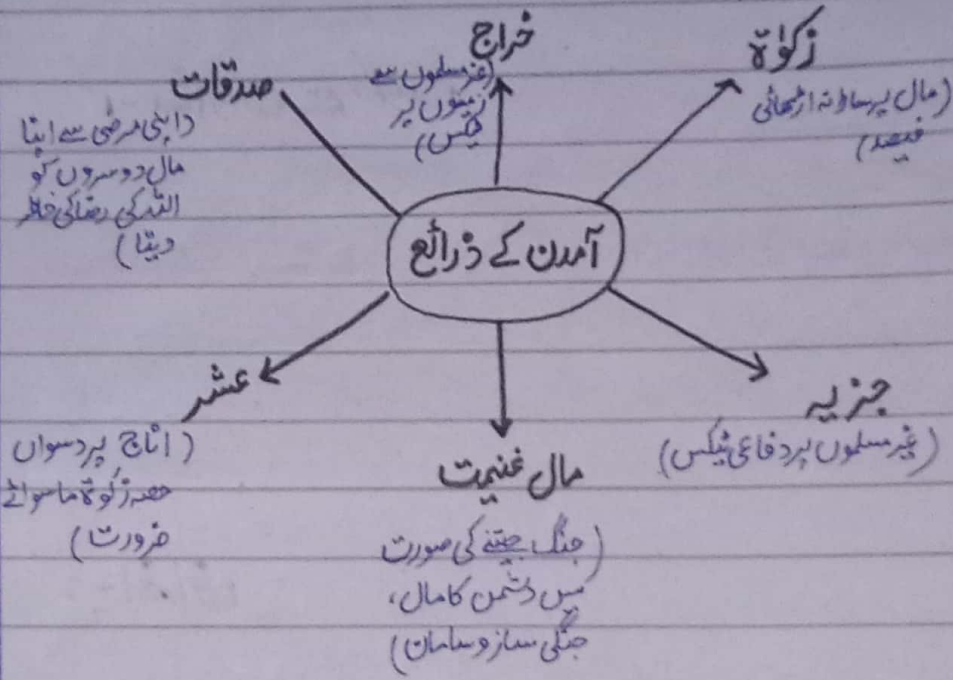 آمدن کے ذرائع
زکوٰۃ
(مال پر سالانہ اڑھائی
فیصد)
خراج
(غیر مسلموں سے
زمینوں پر
ٹیکس)
صدقات
(اپنی مرضی سے اپنا
مال دوسروں کو
اللہ کی رضا کی خاطر
دینا)
جزیہ
(غیر مسلموں پر دفاعی ٹیکس)
مال غنیمت
(جنگ جیتنے کی صورت
میں دشمن کا مال،
جنگی ساز و سامان)
عشر
(اناج پر دسواں
حصہ زکوٰۃ ماسوائے
ضرورت)